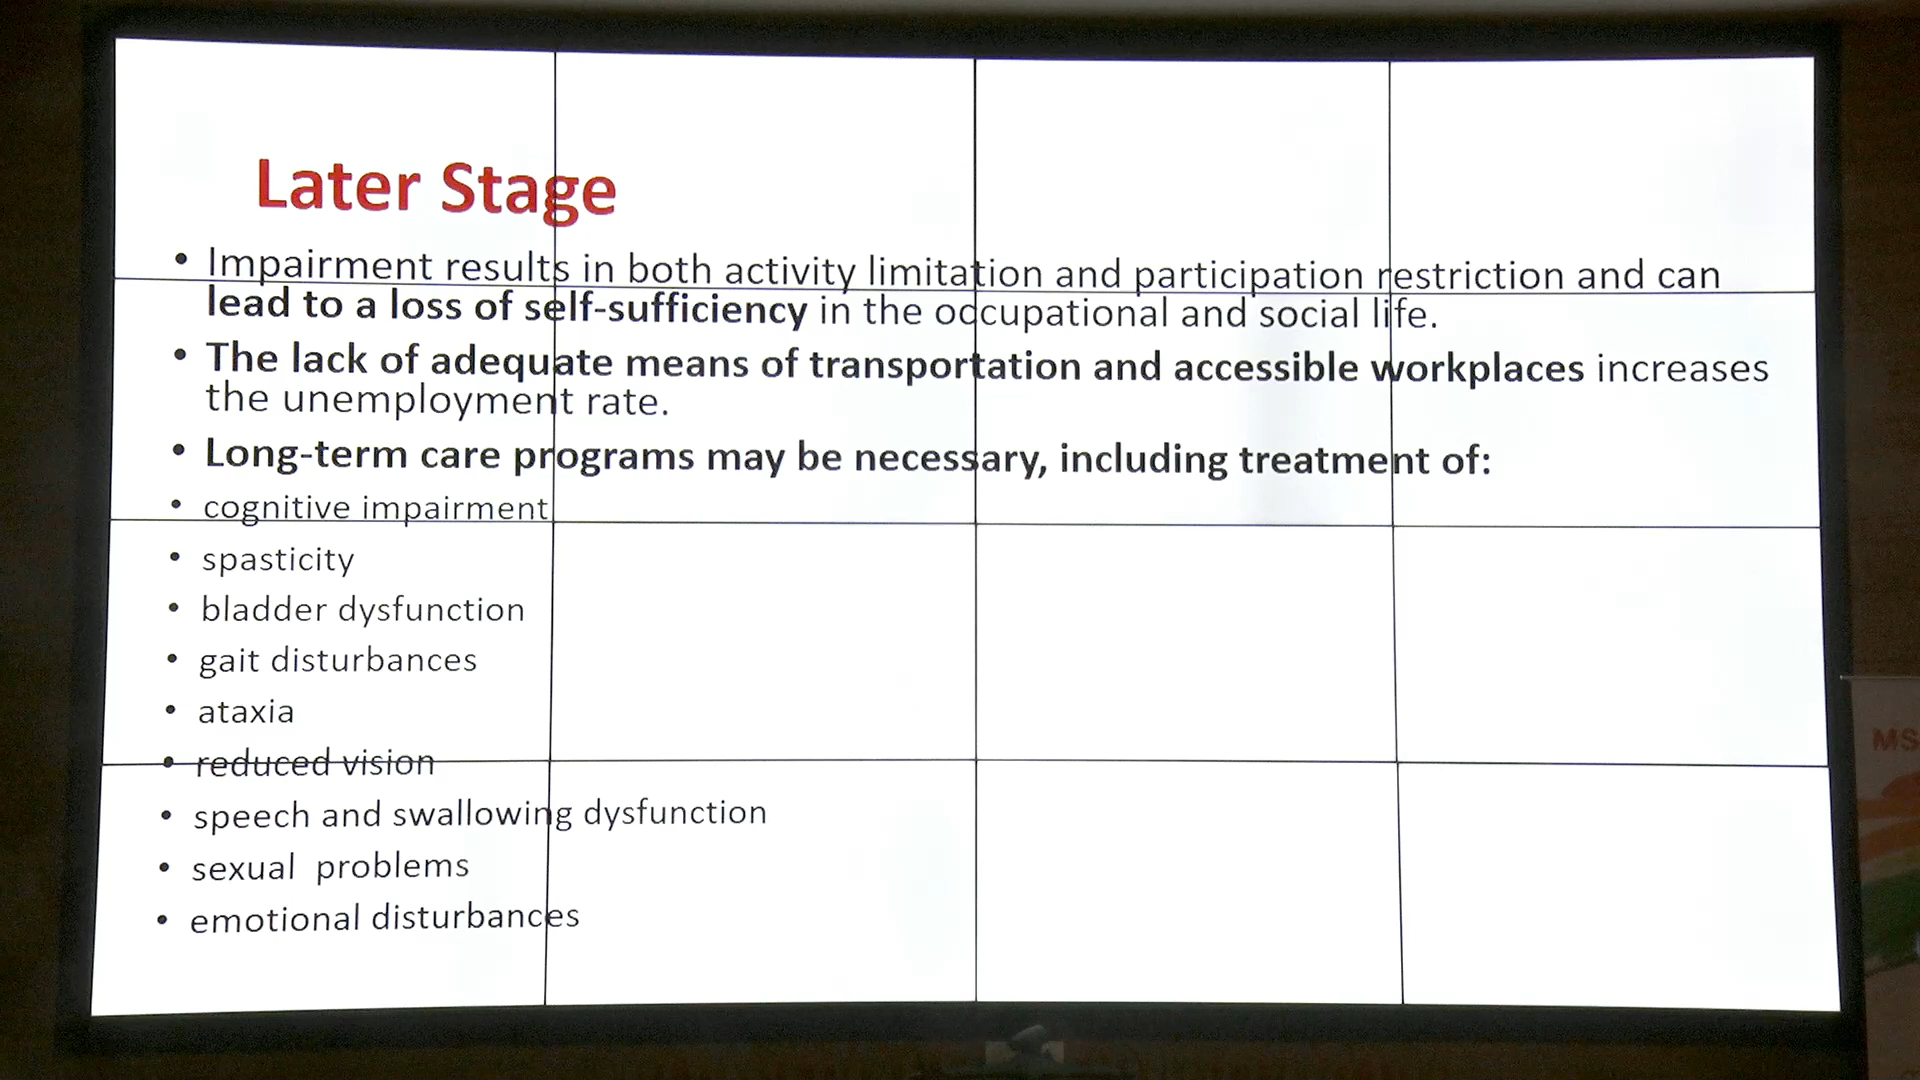 Later Stage
• Impairment results in both activity limitation and participation restriction and can
lead to a loss of self-sufficiency in the occupational and social life.
• The lack of adequate means of transportation and accessible workplaces increases
the unemployment rate.
• Long-term care programs may be necessary, including treatment of:
• cognitive impairment
• spasticity
• bladder dysfunction
• gait disturbances
• ataxia
• reduced vision
• speech and swallowing dysfunction
• sexual problems
• emotional disturbances
MS